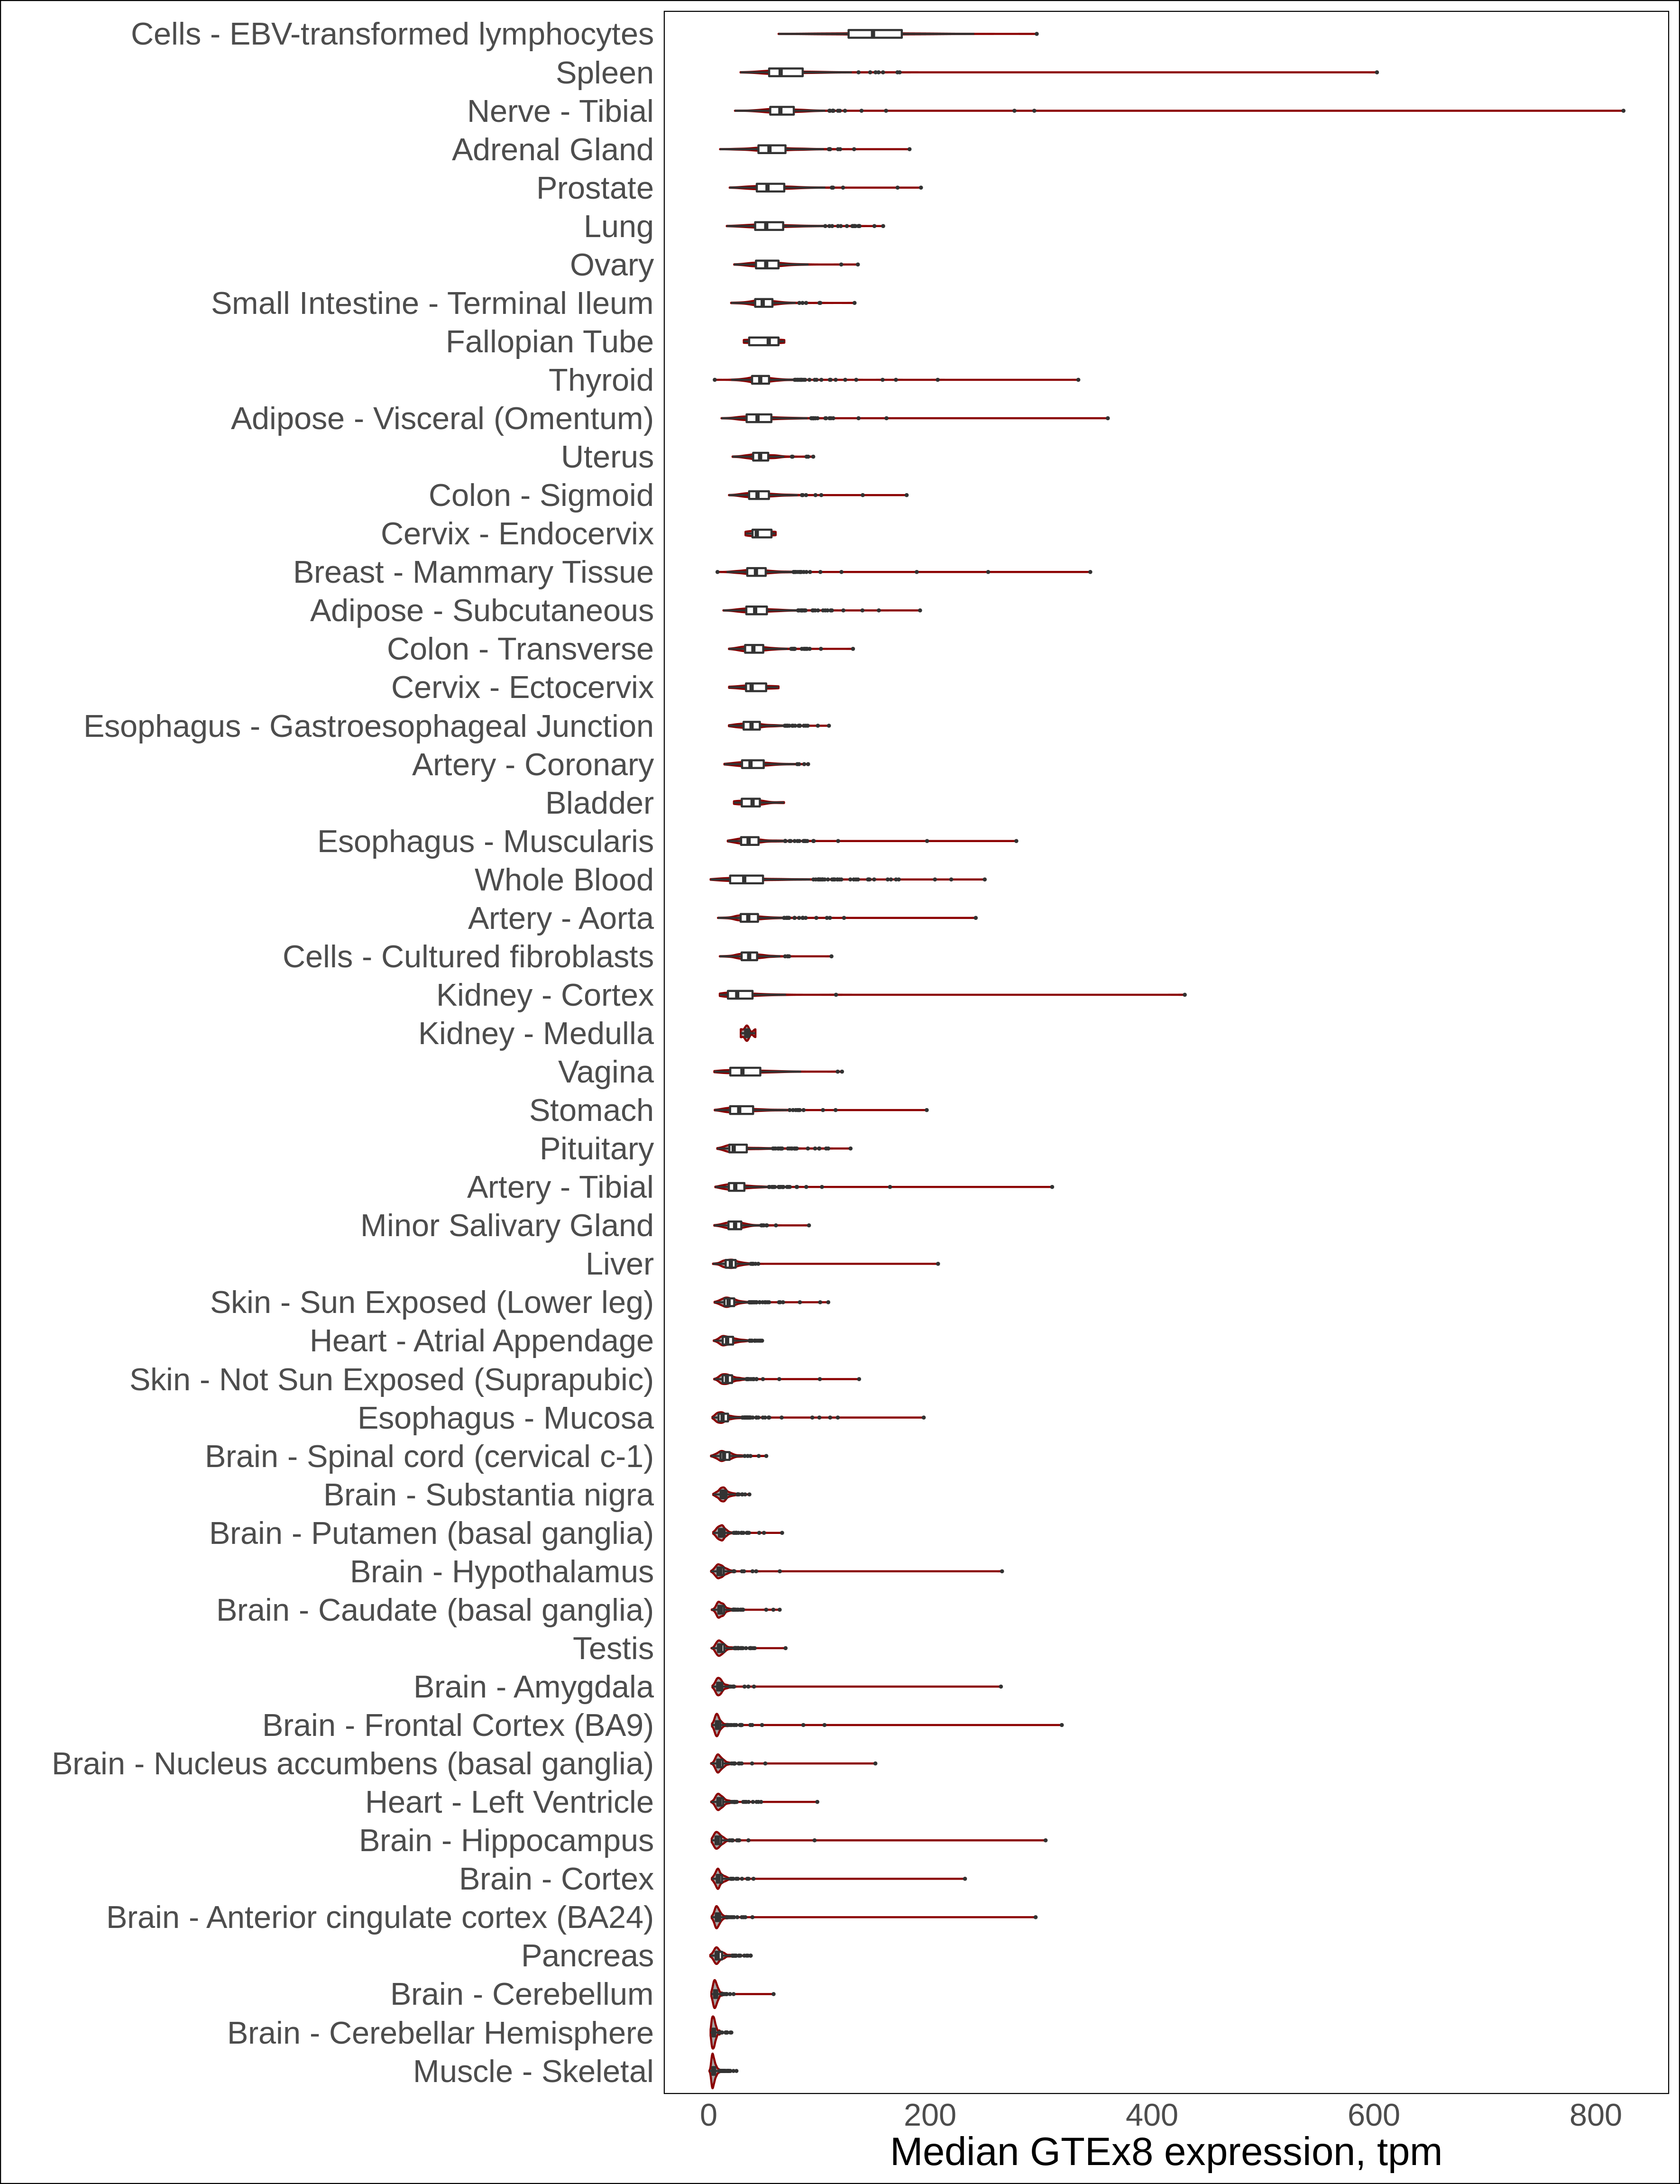 Cells - EBV-transformed lymphocytes
Spleen
Nerve - Tibial
Adrenal Gland
Prostate
Lung
Ovary
Small Intestine - Terminal Ileum
Fallopian Tube
Thyroid
Adipose - Visceral (Omentum)
Uterus
Colon - Sigmoid
Cervix - Endocervix
Breast - Mammary Tissue
Adipose - Subcutaneous
Colon - Transverse
Cervix - Ectocervix
Esophagus - Gastroesophageal Junction
Artery - Coronary
Bladder
Esophagus - Muscularis
Whole Blood
Artery - Aorta
Cells - Cultured fibroblasts
Kidney - Cortex
Kidney - Medulla
Vagina
Stomach
Pituitary
Artery - Tibial
Minor Salivary Gland
Liver
Skin - Sun Exposed (Lower leg)
Heart - Atrial Appendage
Skin - Not Sun Exposed (Suprapubic)
Esophagus - Mucosa
Brain - Spinal cord (cervical c-1)
Brain - Substantia nigra
Brain - Putamen (basal ganglia)
Brain - Hypothalamus
Brain - Caudate (basal ganglia)
Testis
Brain - Amygdala
Brain - Frontal Cortex (BA9)
Brain - Nucleus accumbens (basal ganglia)
Heart - Left Ventricle
Brain - Hippocampus
Brain - Cortex
Brain - Anterior cingulate cortex (BA24)
Pancreas
Brain - Cerebellum
Brain - Cerebellar Hemisphere
Muscle - Skeletal
0 200 400 600 800
Median GTEx8 expression, tpm